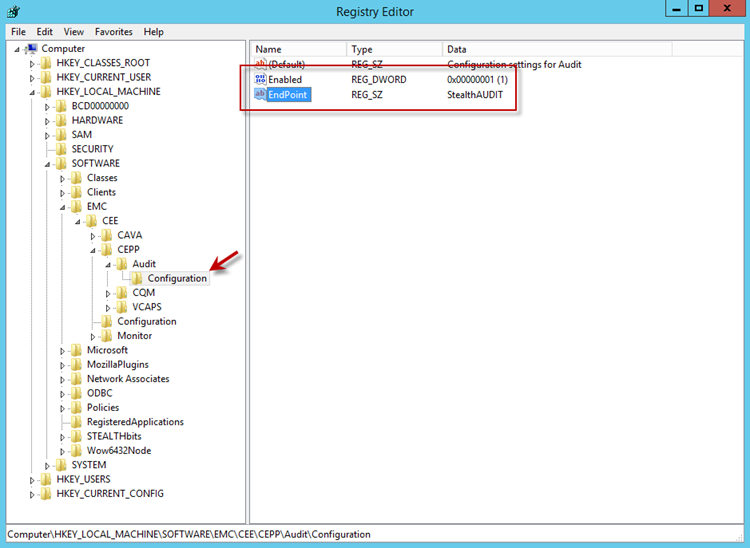 Registry Editor
File Edit View Favorites Help
Computer
HKEY_CLASSES_ROOT
HKEY_CURRENT_USER
HKEY_LOCAL_MACHINE
BCD00000000
HARDWARE
SAM
SECURITY
SOFTWARE
Classes
Clients
EMC
CEE
CAVA
CEPP
Audit
Configuration
CQM
VCAPS
Configuration
Monitor
Microsoft
MozillaPlugins
Network Associates
ODBC
Policies
RegisteredApplications
STEALTHbits
Wow6432Node
SYSTEM
HKEY_USERS
HKEY_CURRENT_CONFIG
Name Type Data
(Default) REG_SZ Configuration settings for Audit
Enabled REG_DWORD 0x00000001 (1)
EndPoint REG_SZ StealthAUDIT
Computer\HKEY_LOCAL_MACHINE\SOFTWARE\EMC\CEE\CEPP\Audit\Configuration